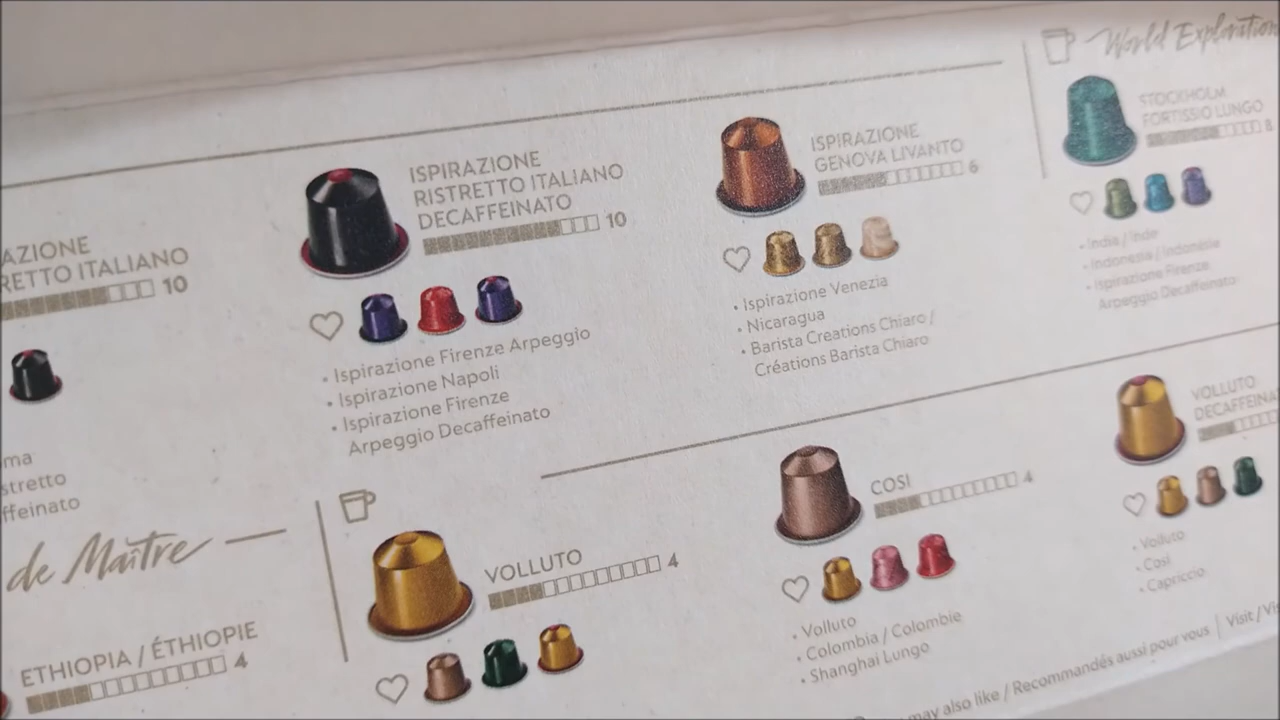 World Exploration
AZIONE
RETTO ITALIANO
10
ISPIRAZIONE
RISTRETTO ITALIANO
DECAFFEINATO
10
• Ispirazione Firenze Arpeggio
• Ispirazione Napoli
• Ispirazione Firenze
Arpeggio Decaffeinato
ISPIRAZIONE
GENOVA LIVANTO
6
• Ispirazione Venezia
• Nicaragua
• Barista Creations Chiaro /
Créations Barista Chiaro
STOCKHOLM
FORTISSIO LUNGO
8
• India / Inde
• Indonesia / Indonésie
• Ispirazione Firenze
Arpeggio Decaffeinato
ma
stretto
ffeinato
de Maître
ETHIOPIA / ÉTHIOPIE
4
VOLLUTO
4
COSI
4
• Volluto
• Colombia / Colombie
• Shanghai Lungo
VOLLUTO
DECAFFEINA
• Volluto
• Cosi
• Capriccio
may also like / Recommandés aussi pour vous | Visit / Vi